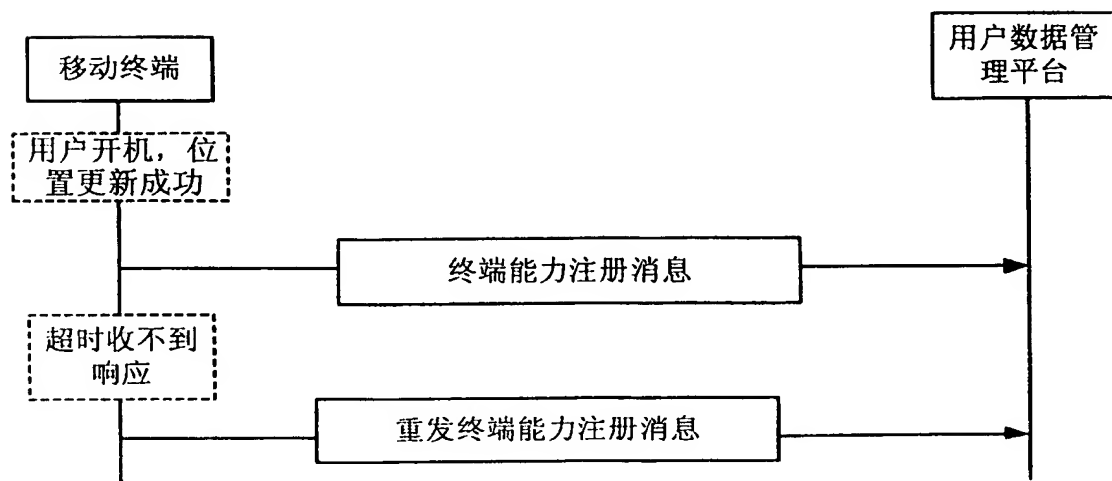 移动终端
用户数据管
理平台
用户开机，位
置更新成功
终端能力注册消息
超时收不到
响应
重发终端能力注册消息